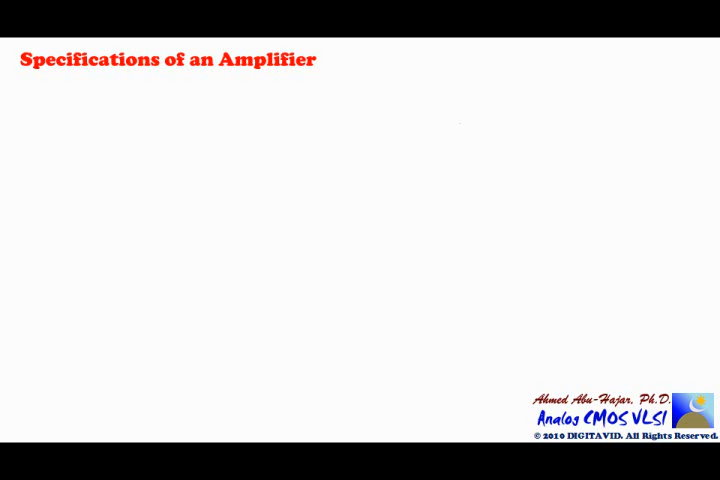 Specifications of an Amplifier
Ahmed Abu-Hajar, Ph.D.
Analog CMOS VLSI
© 2010 DIGITAVID. All Rights Reserved.